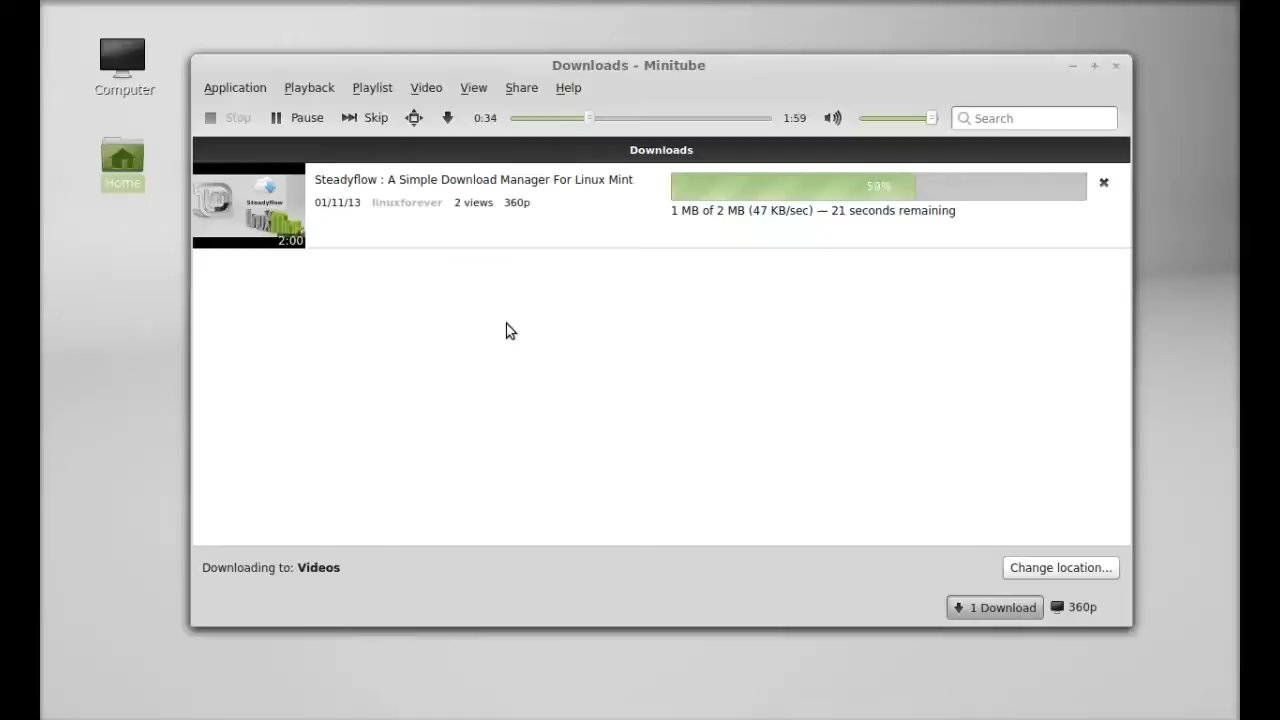 Computer
Home
Downloads - Minitube
Application Playback Playlist Video View Share Help
Stop Pause Skip 0:34 1:59 Search
Downloads
Steadyflow : A Simple Download Manager For Linux Mint
01/11/13 linuxforever 2 views 360p
Steadyflow
2:00
59%
1 MB of 2 MB (47 KB/sec) — 21 seconds remaining
Downloading to: Videos
Change location...
1 Download 360p